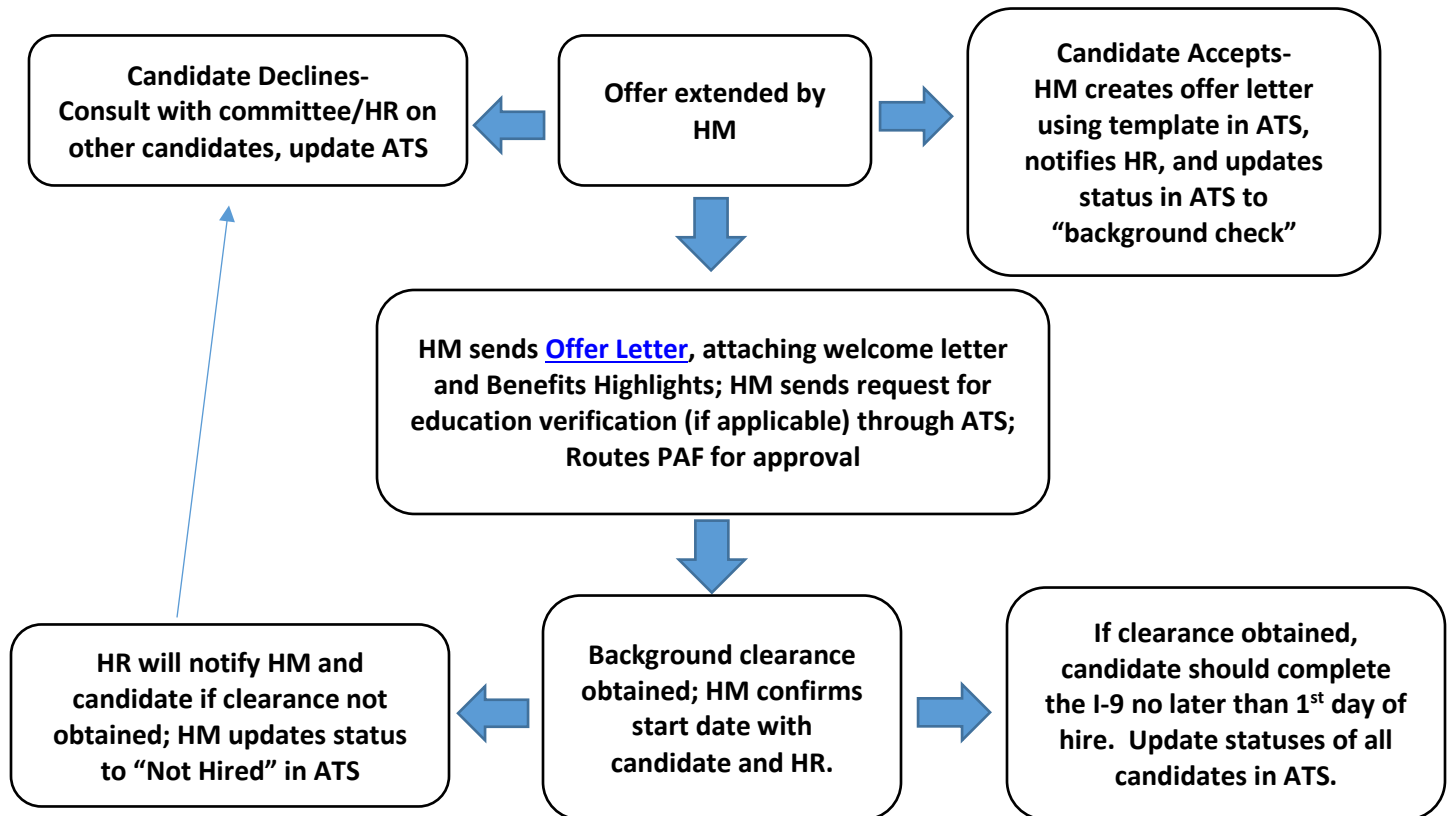 Candidate Declines-
Consult with committee/HR on
other candidates, update ATS
Offer extended by
HM
Candidate Accepts-
HM creates offer letter
using template in ATS,
notifies HR, and updates
status in ATS to
“background check”
HM sends Offer Letter, attaching welcome letter
and Benefits Highlights; HM sends request for
education verification (if applicable) through ATS;
Routes PAF for approval
HR will notify HM and
candidate if clearance not
obtained; HM updates status
to “Not Hired” in ATS
Background clearance
obtained; HM confirms
start date with
candidate and HR.
If clearance obtained,
candidate should complete
the I-9 no later than 1st day of
hire.  Update statuses of all
candidates in ATS.